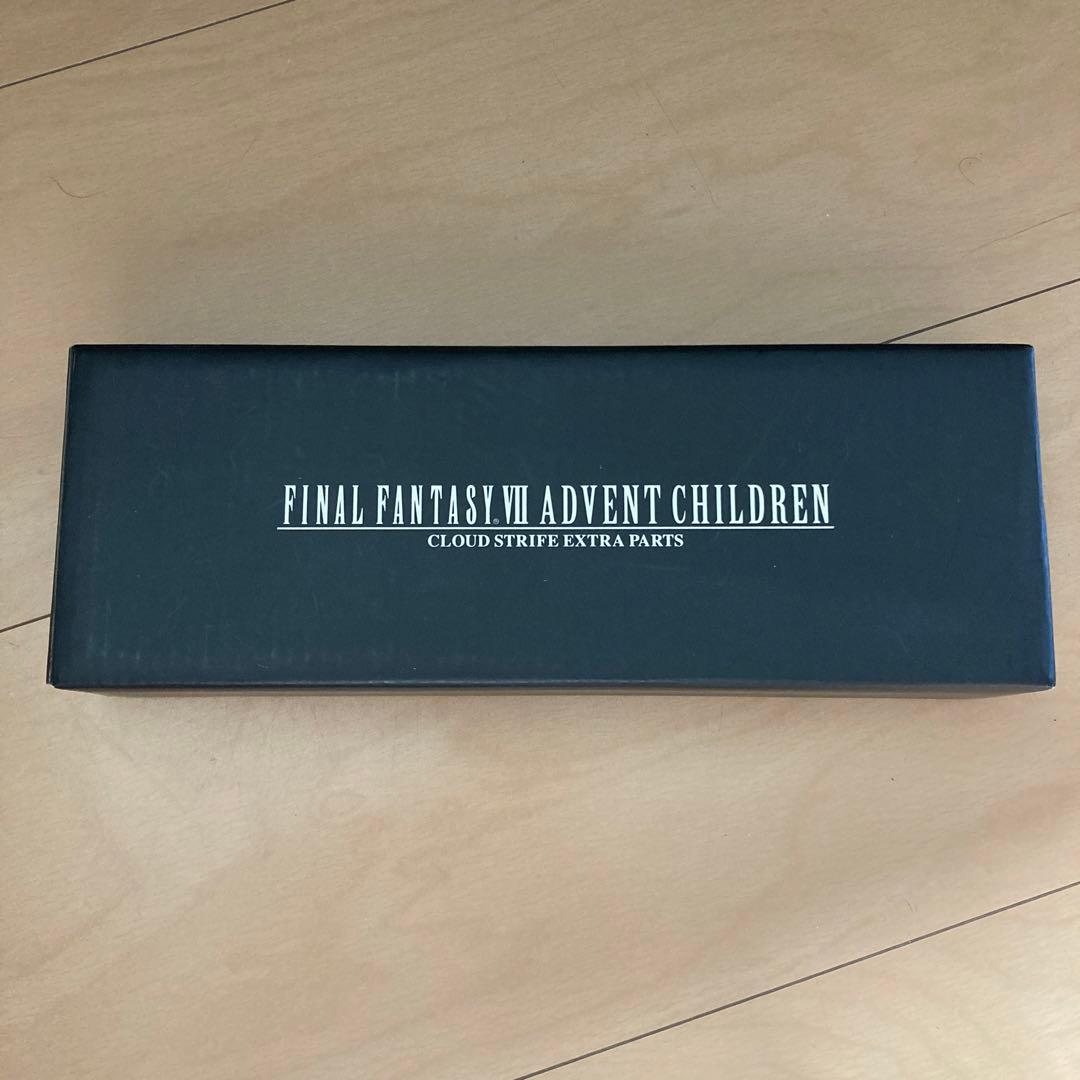 FINAL FANTASY® VII ADVENT CHILDREN
CLOUD STRIFE EXTRA PARTS